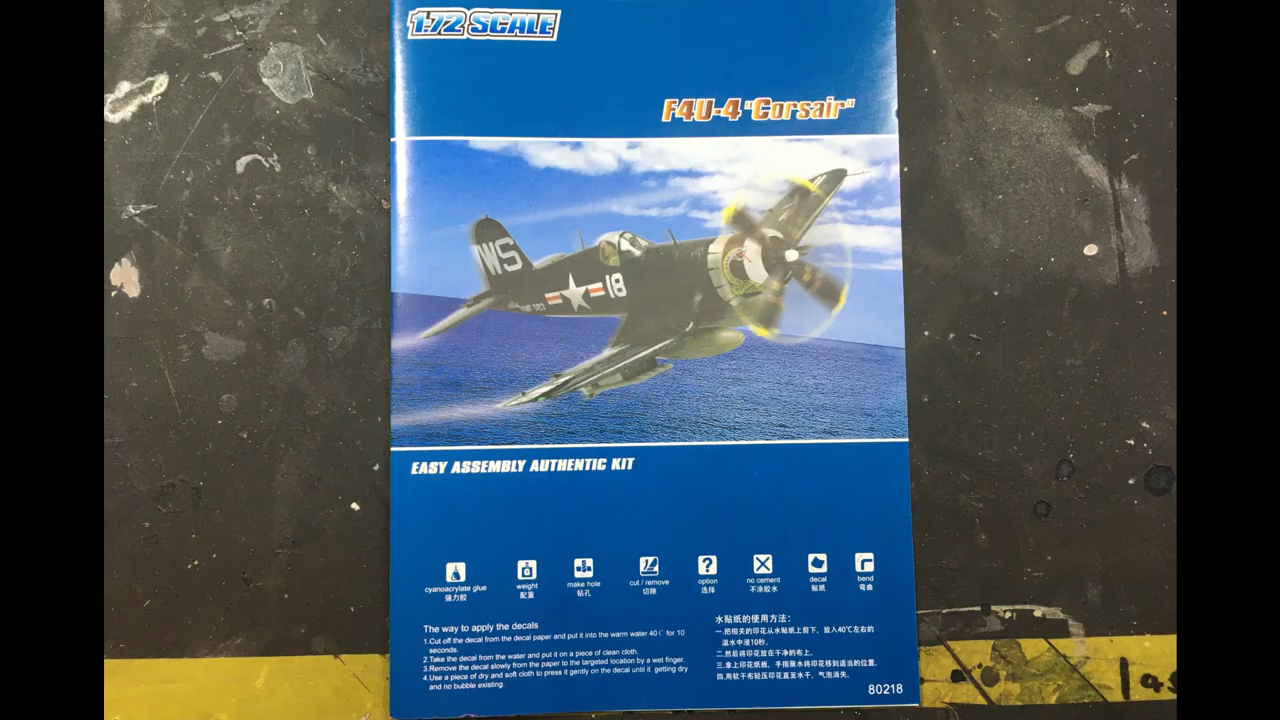 1:72 SCALE
F4U-4 "Corsair"
WS
18
EASY ASSEMBLY AUTHENTIC KIT
cyanoacrylate glue
强力胶
weight
配重
make hole
钻孔
cut / remove
切除
?
option
选择
no cement
不涂胶水
decal
贴纸
bend
弯曲
The way to apply the decals
1.Cut off the decal from the decal paper and put it into the warm water 40℃ for 10
seconds.
2.Take the decal from the water and put it on a piece of clean cloth.
3.Remove the decal slowly from the paper to the targeted location by a wet finger.
4.Use a piece of dry and soft cloth to press it gently on the decal until it getting dry
and no bubble existing.
水贴纸的使用方法：
一.把相关的印花从水贴纸上剪下，放入40℃左右的
温水中浸10秒。
二.然后将印花放在干净的布上。
三.拿上印花纸板，手指蘸水将印花移到适当的位置。
四.用软干布轻压印花直至水干，气泡消失。
80218